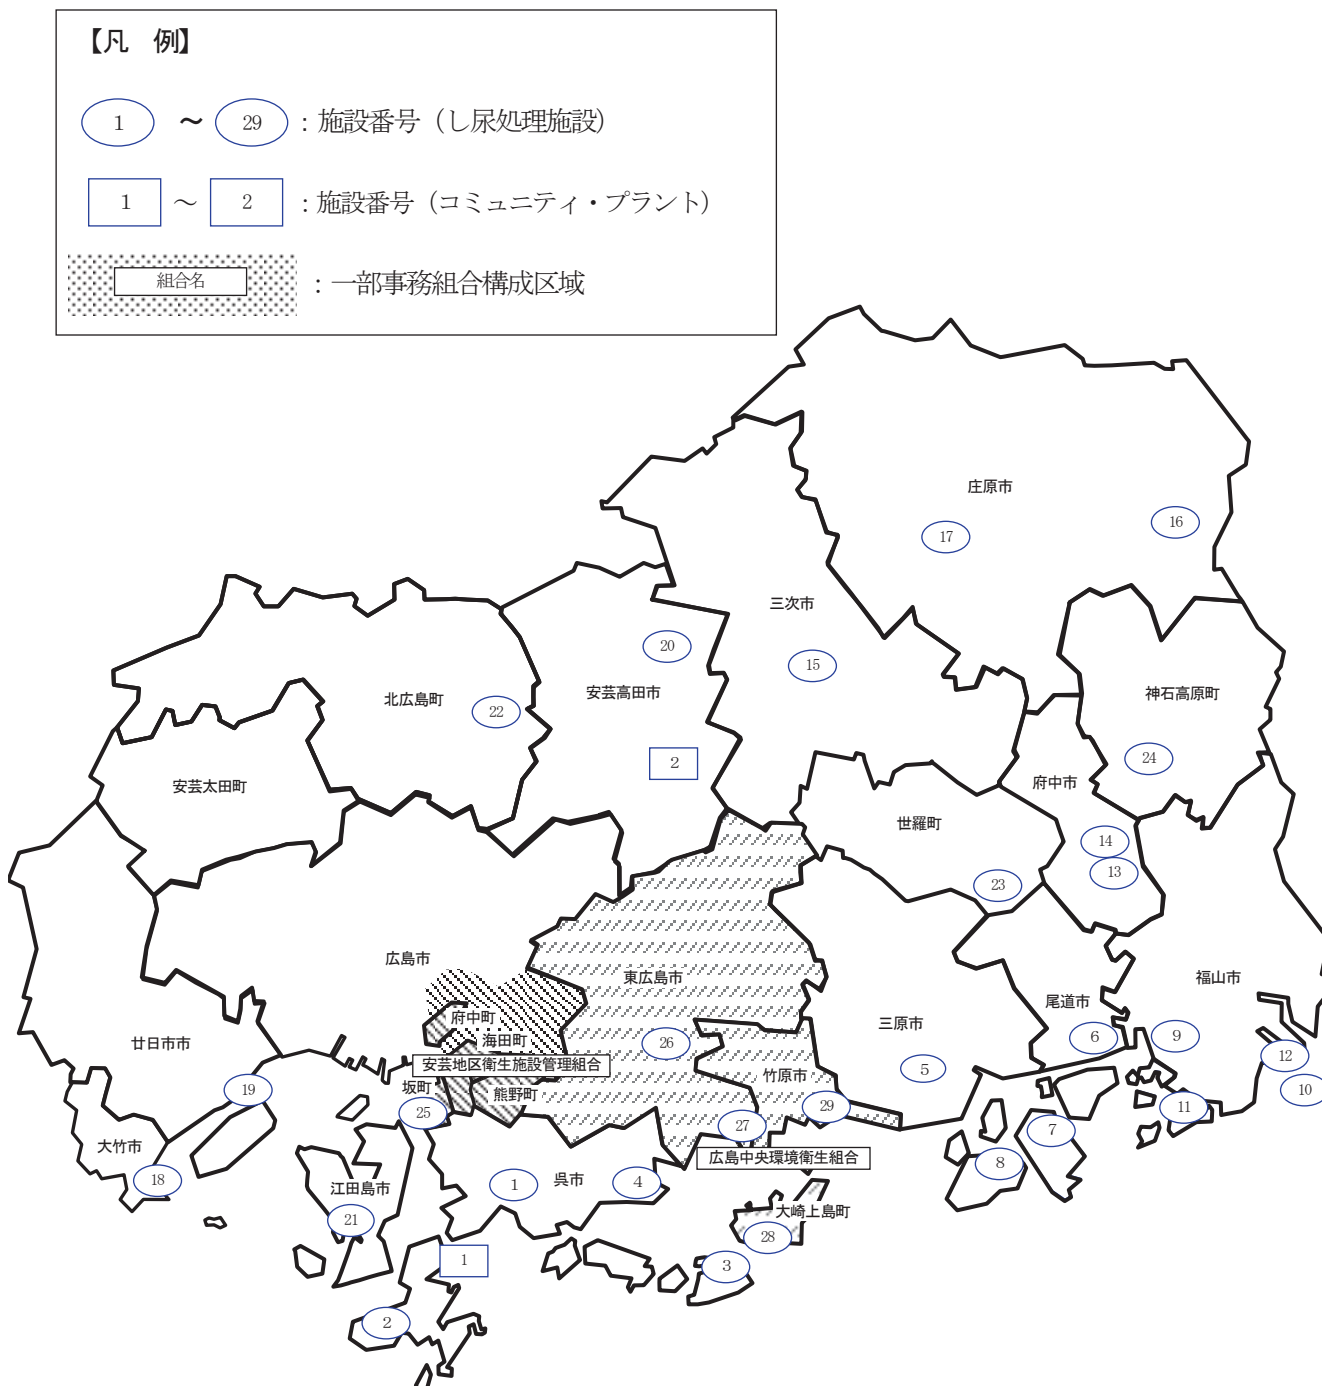 【凡　例】
1 ～ 29 : 施設番号（し尿処理施設）
1 ～ 2 : 施設番号（コミュニティ・プラント）
組合名 : 一部事務組合構成区域
庄原市
16
17
三次市
20
15
安芸高田市
北広島町
神石高原町
22
24
2
府中市
安芸太田町
世羅町
14
13
23
広島市
東広島市
福山市
尾道市
府中町
三原市
海田町
廿日市市
26
6
9
12
安芸地区衛生施設管理組合
5
竹原市
坂町
熊野町
19
10
29
11
25
27
7
大竹市
広島中央環境衛生組合
8
18
江田島市
1
呉市
4
大崎上島町
21
28
1
3
2